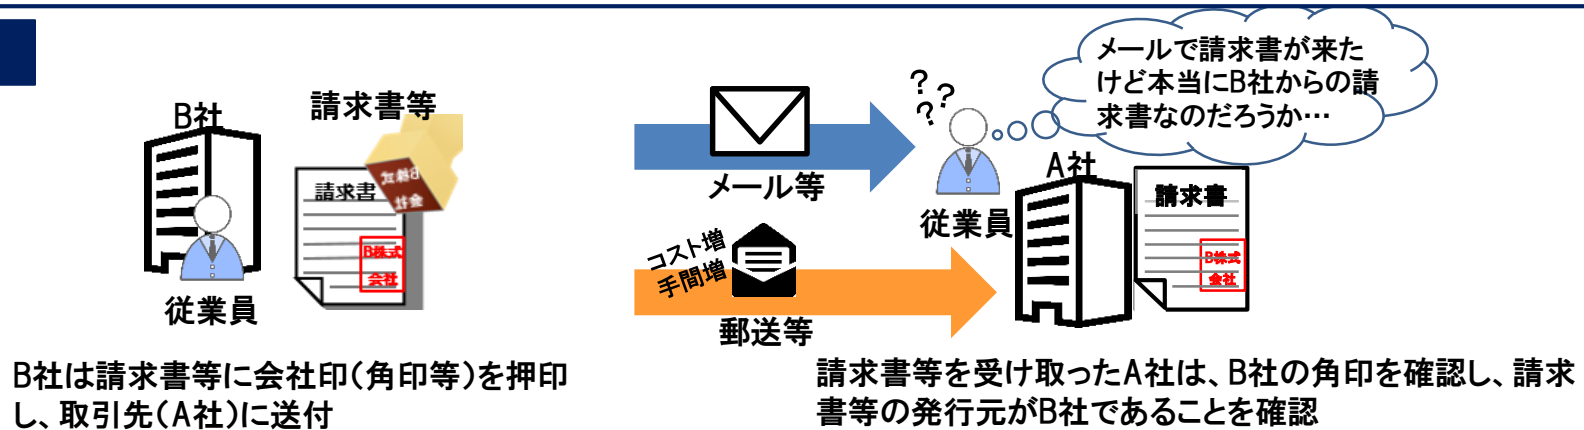 B社
請求書等
請求書
B株式
会社
B株式
会社
従業員
B社は請求書等に会社印(角印等)を押印
し、取引先(A社)に送付
メール等
コスト増
手間増
郵送等
???
メールで請求書が来た
けど本当にB社からの請
求書なのだろうか…
従業員
A社
請求書
B株式
会社
請求書等を受け取ったA社は、B社の角印を確認し、請求
書等の発行元がB社であることを確認